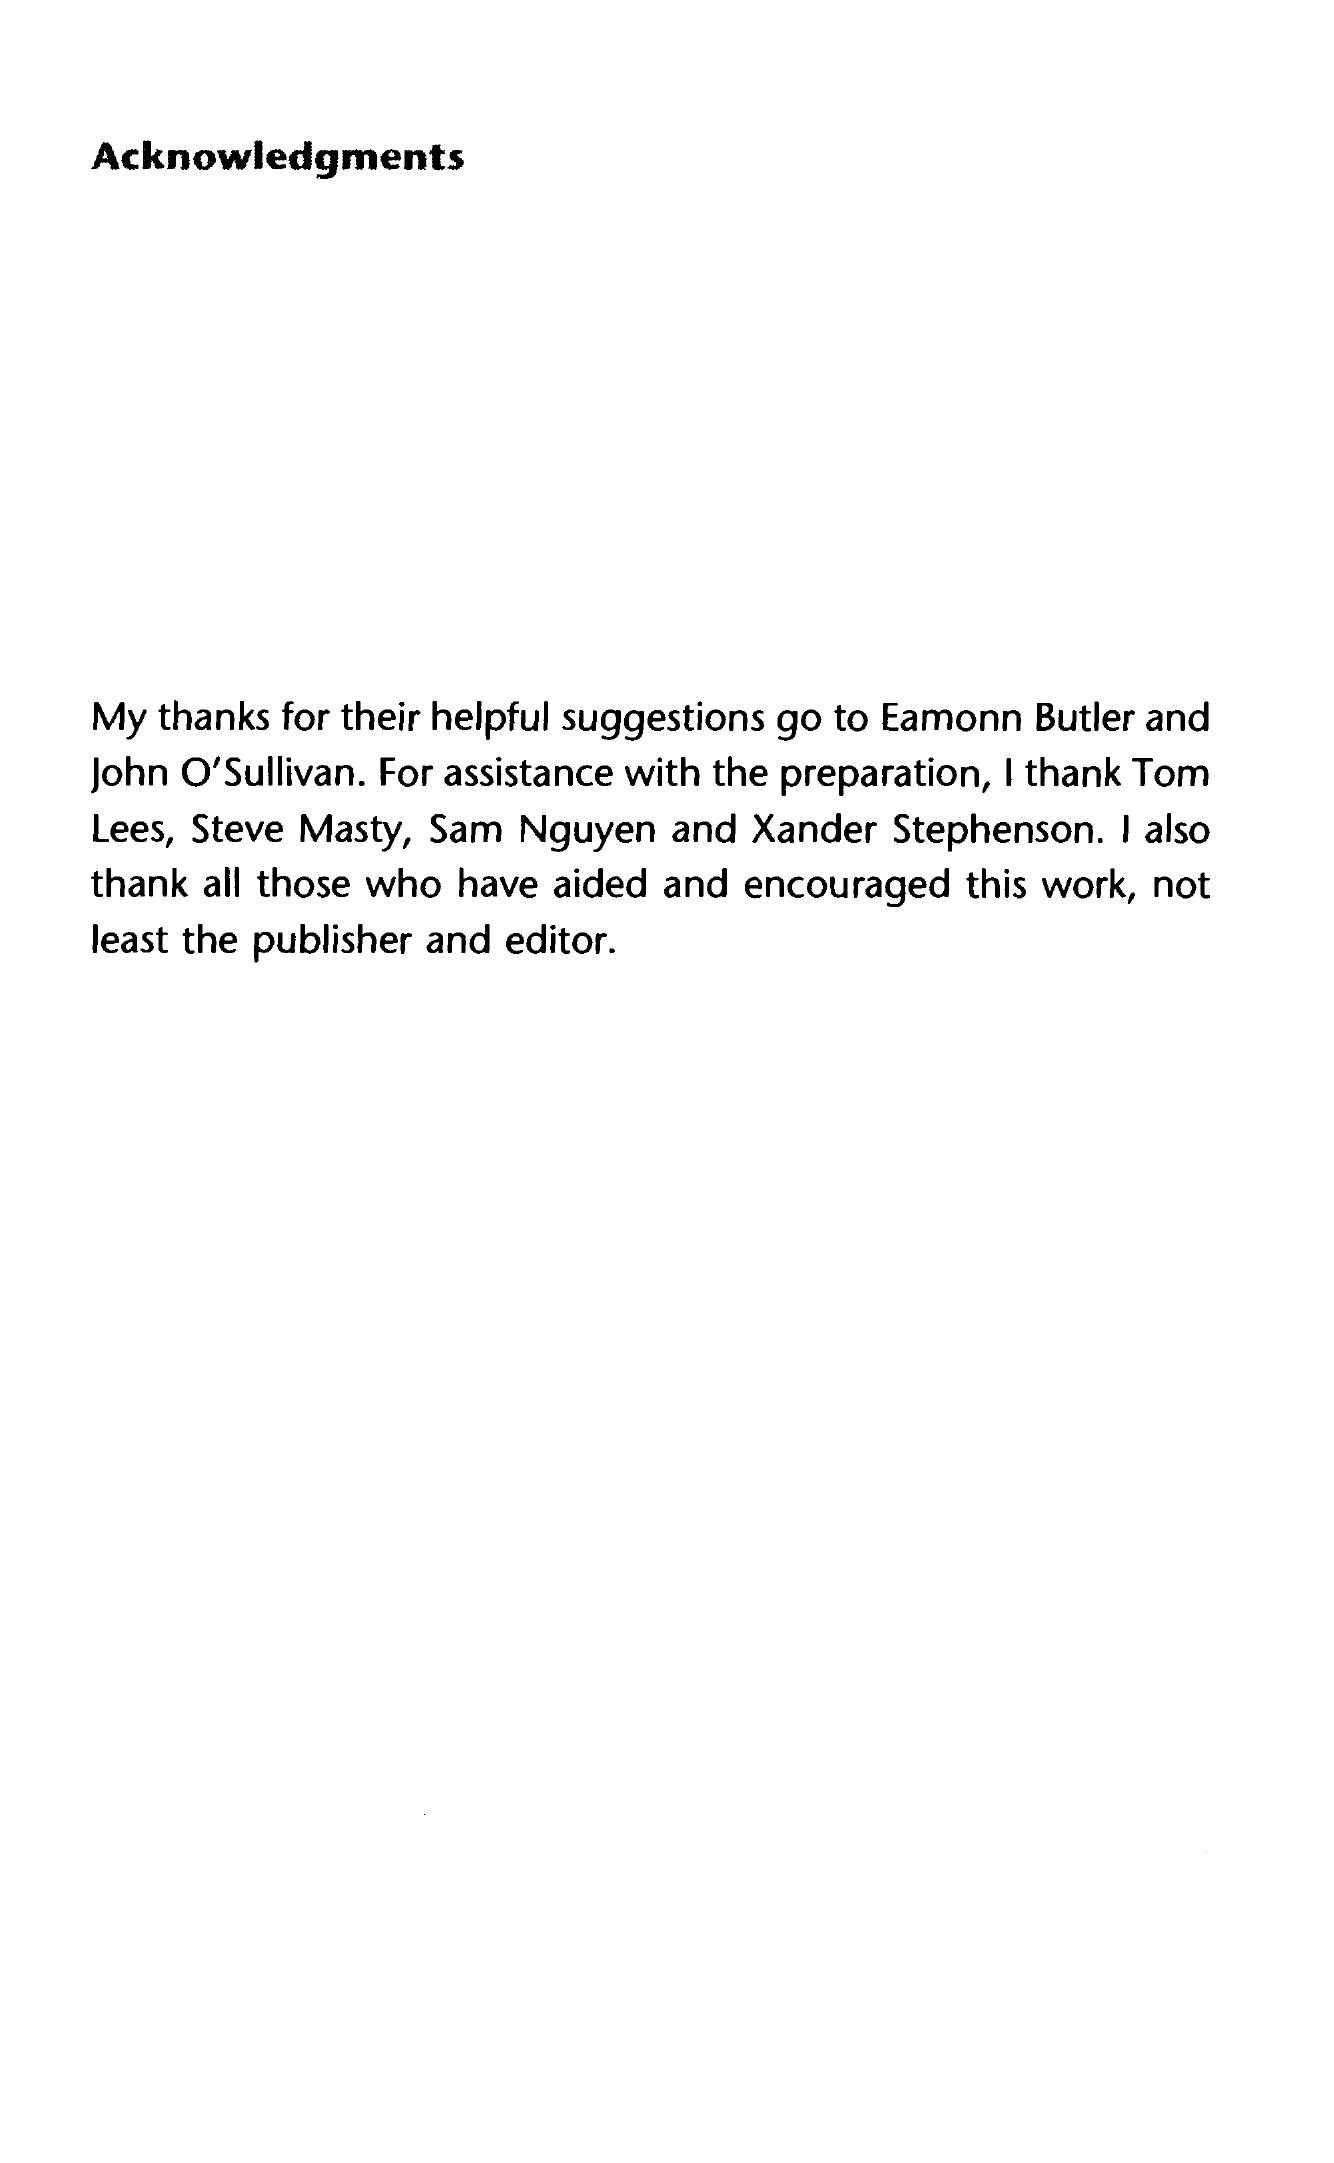 Acknowledgments
My thanks for their helpful suggestions go to Eamonn Butler and
John O'Sullivan. For assistance with the preparation, I thank Tom
Lees, Steve Masty, Sam Nguyen and Xander Stephenson. I also
thank all those who have aided and encouraged this work, not
least the publisher and editor.